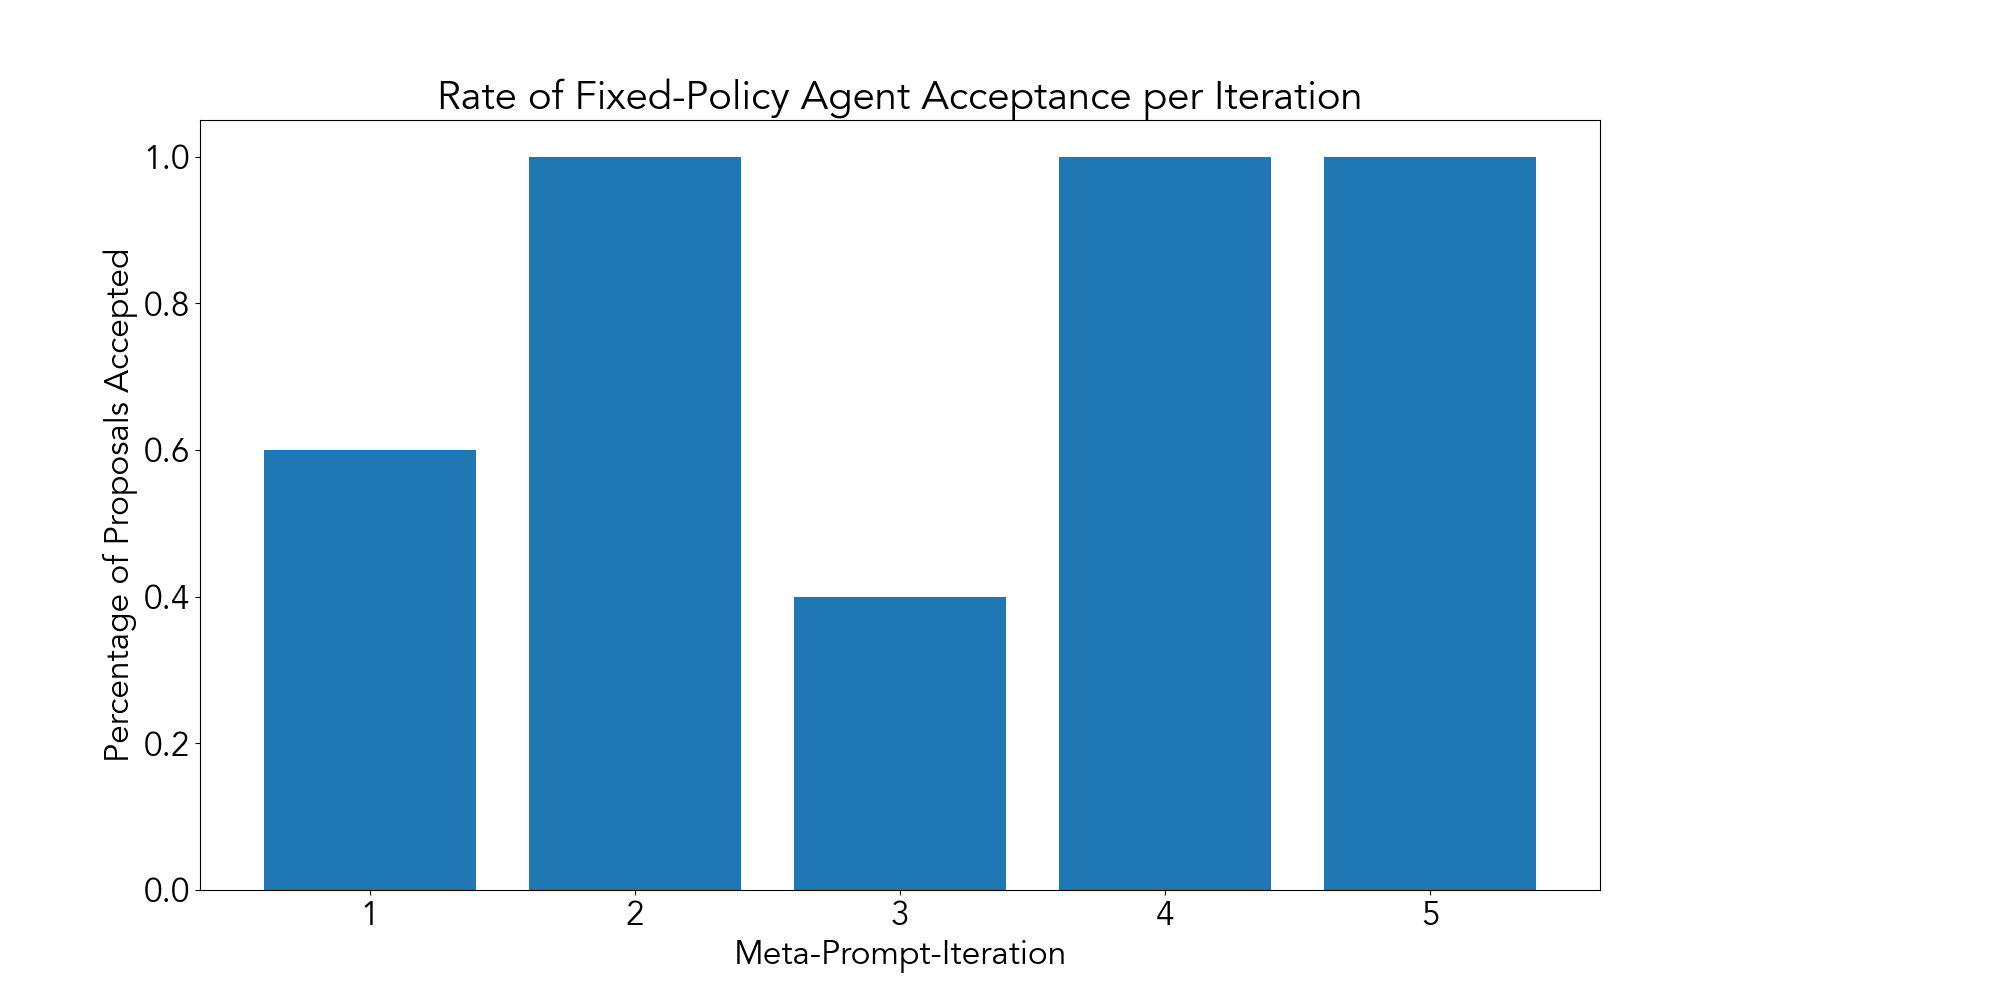 Rate of Fixed-Policy Agent Acceptance per Iteration
Percentage of Proposals Accepted
1.0
0.8
0.6
0.4
0.2
0.0
1 2 3 4 5
Meta-Prompt-Iteration